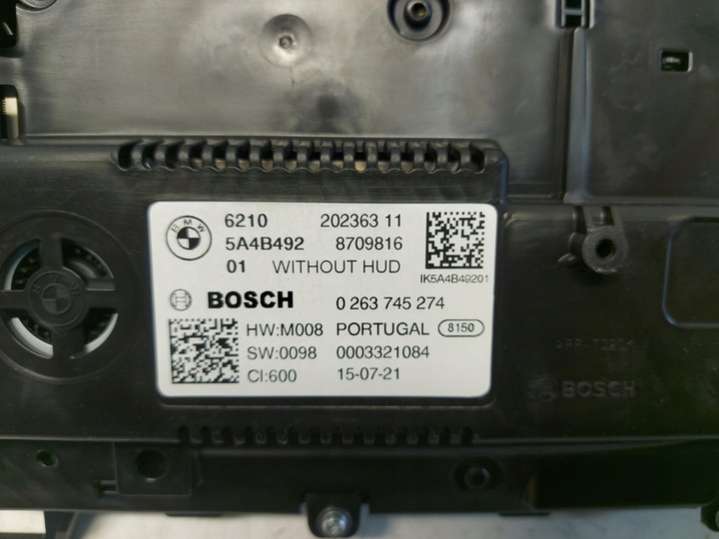 BMW
6210 202363 11
5A4B492 8709816
01 WITHOUT HUD
IK5A4B49201
BOSCH 0 263 745 274
HW:M008 PORTUGAL 8150
SW:0098 0003321084
CI:600 15-07-21
BOSCH